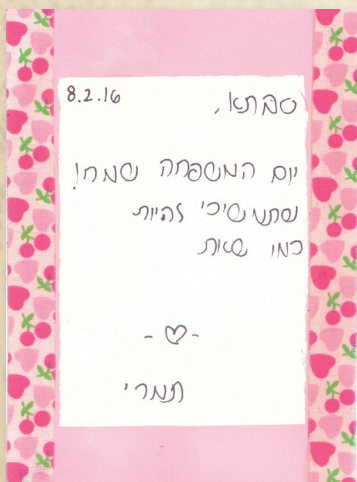 8.2.16
סבתא,
יום המשפחה שמח!
שתמשיכי להיות
כמו שאת
- ♡ -
תמרי